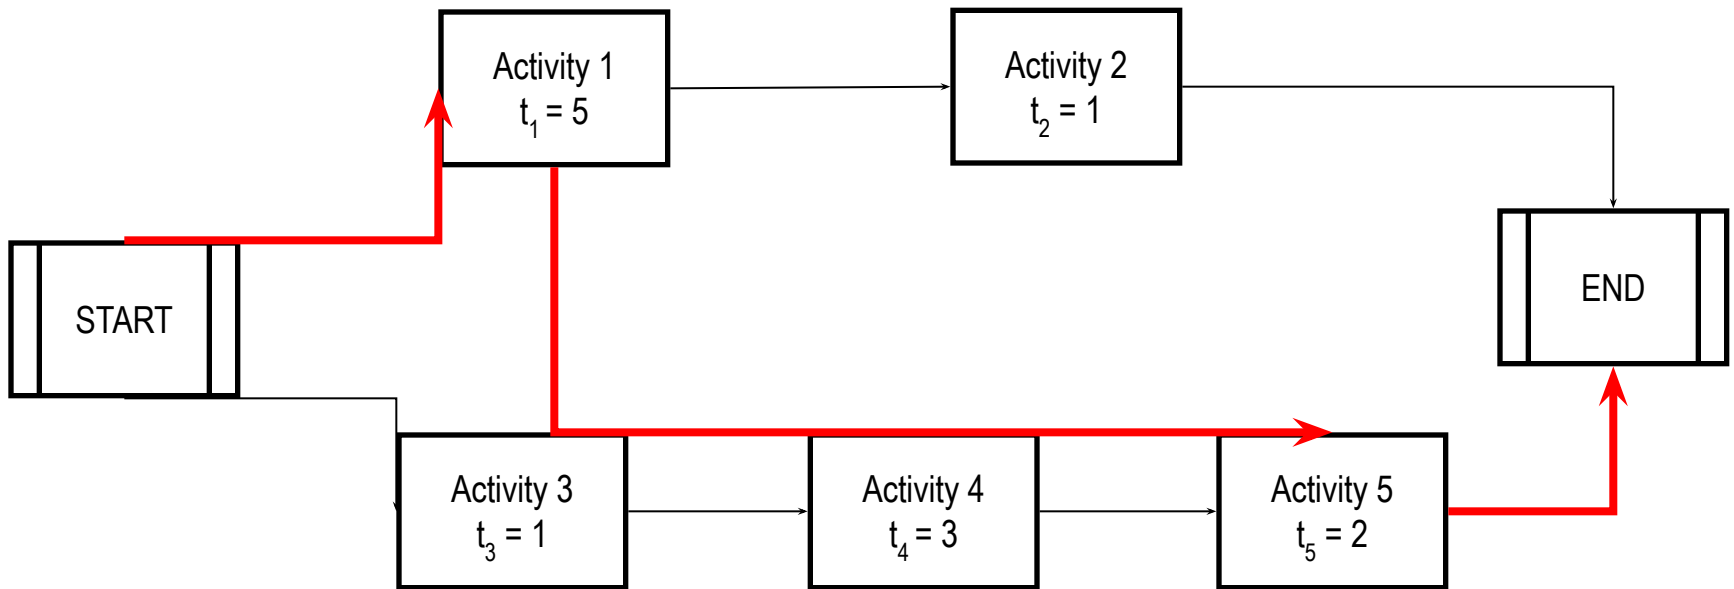 Activity 1
t₁ = 5
Activity 2
t₂ = 1
START
END
Activity 3
t₃ = 1
Activity 4
t₄ = 3
Activity 5
t₅ = 2